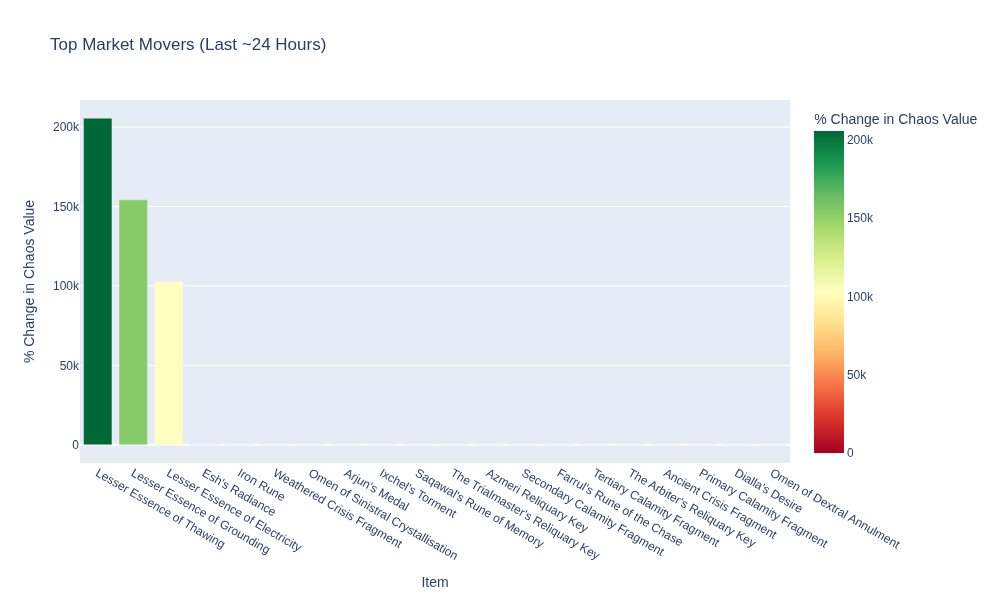 Top Market Movers (Last ~24 Hours)
% Change in Chaos Value
200k
150k
100k
50k
0
% Change in Chaos Value
200k
150k
100k
50k
0
Lesser Essence of Thawing
Lesser Essence of Grounding
Lesser Essence of Electricity
Esh's Radiance
Iron Rune
Weathered Crisis Fragment
Omen of Sinistral Crystallisation
Arjun's Medal
Ixchel's Torment
Saqawal's Rune of Memory
The Trialmaster's Reliquary Key
Azmeri Reliquary Key
Secondary Calamity Fragment
Farrul's Rune of the Chase
Tertiary Calamity Fragment
The Arbiter's Reliquary Key
Ancient Crisis Fragment
Primary Calamity Fragment
Dialla's Desire
Omen of Dextral Annulment
Item